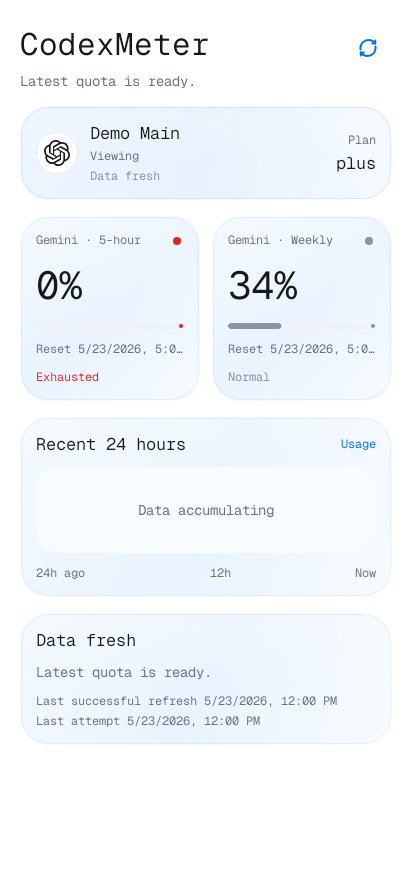 CodexMeter
Latest quota is ready.
Demo Main
Viewing
Data fresh
Plan
plus
Gemini · 5-hour
0%
Reset 5/23/2026, 5:0…
Exhausted
Gemini · Weekly
34%
Reset 5/23/2026, 5:0…
Normal
Recent 24 hours
Usage
Data accumulating
24h ago
12h
Now
Data fresh
Latest quota is ready.
Last successful refresh 5/23/2026, 12:00 PM
Last attempt 5/23/2026, 12:00 PM